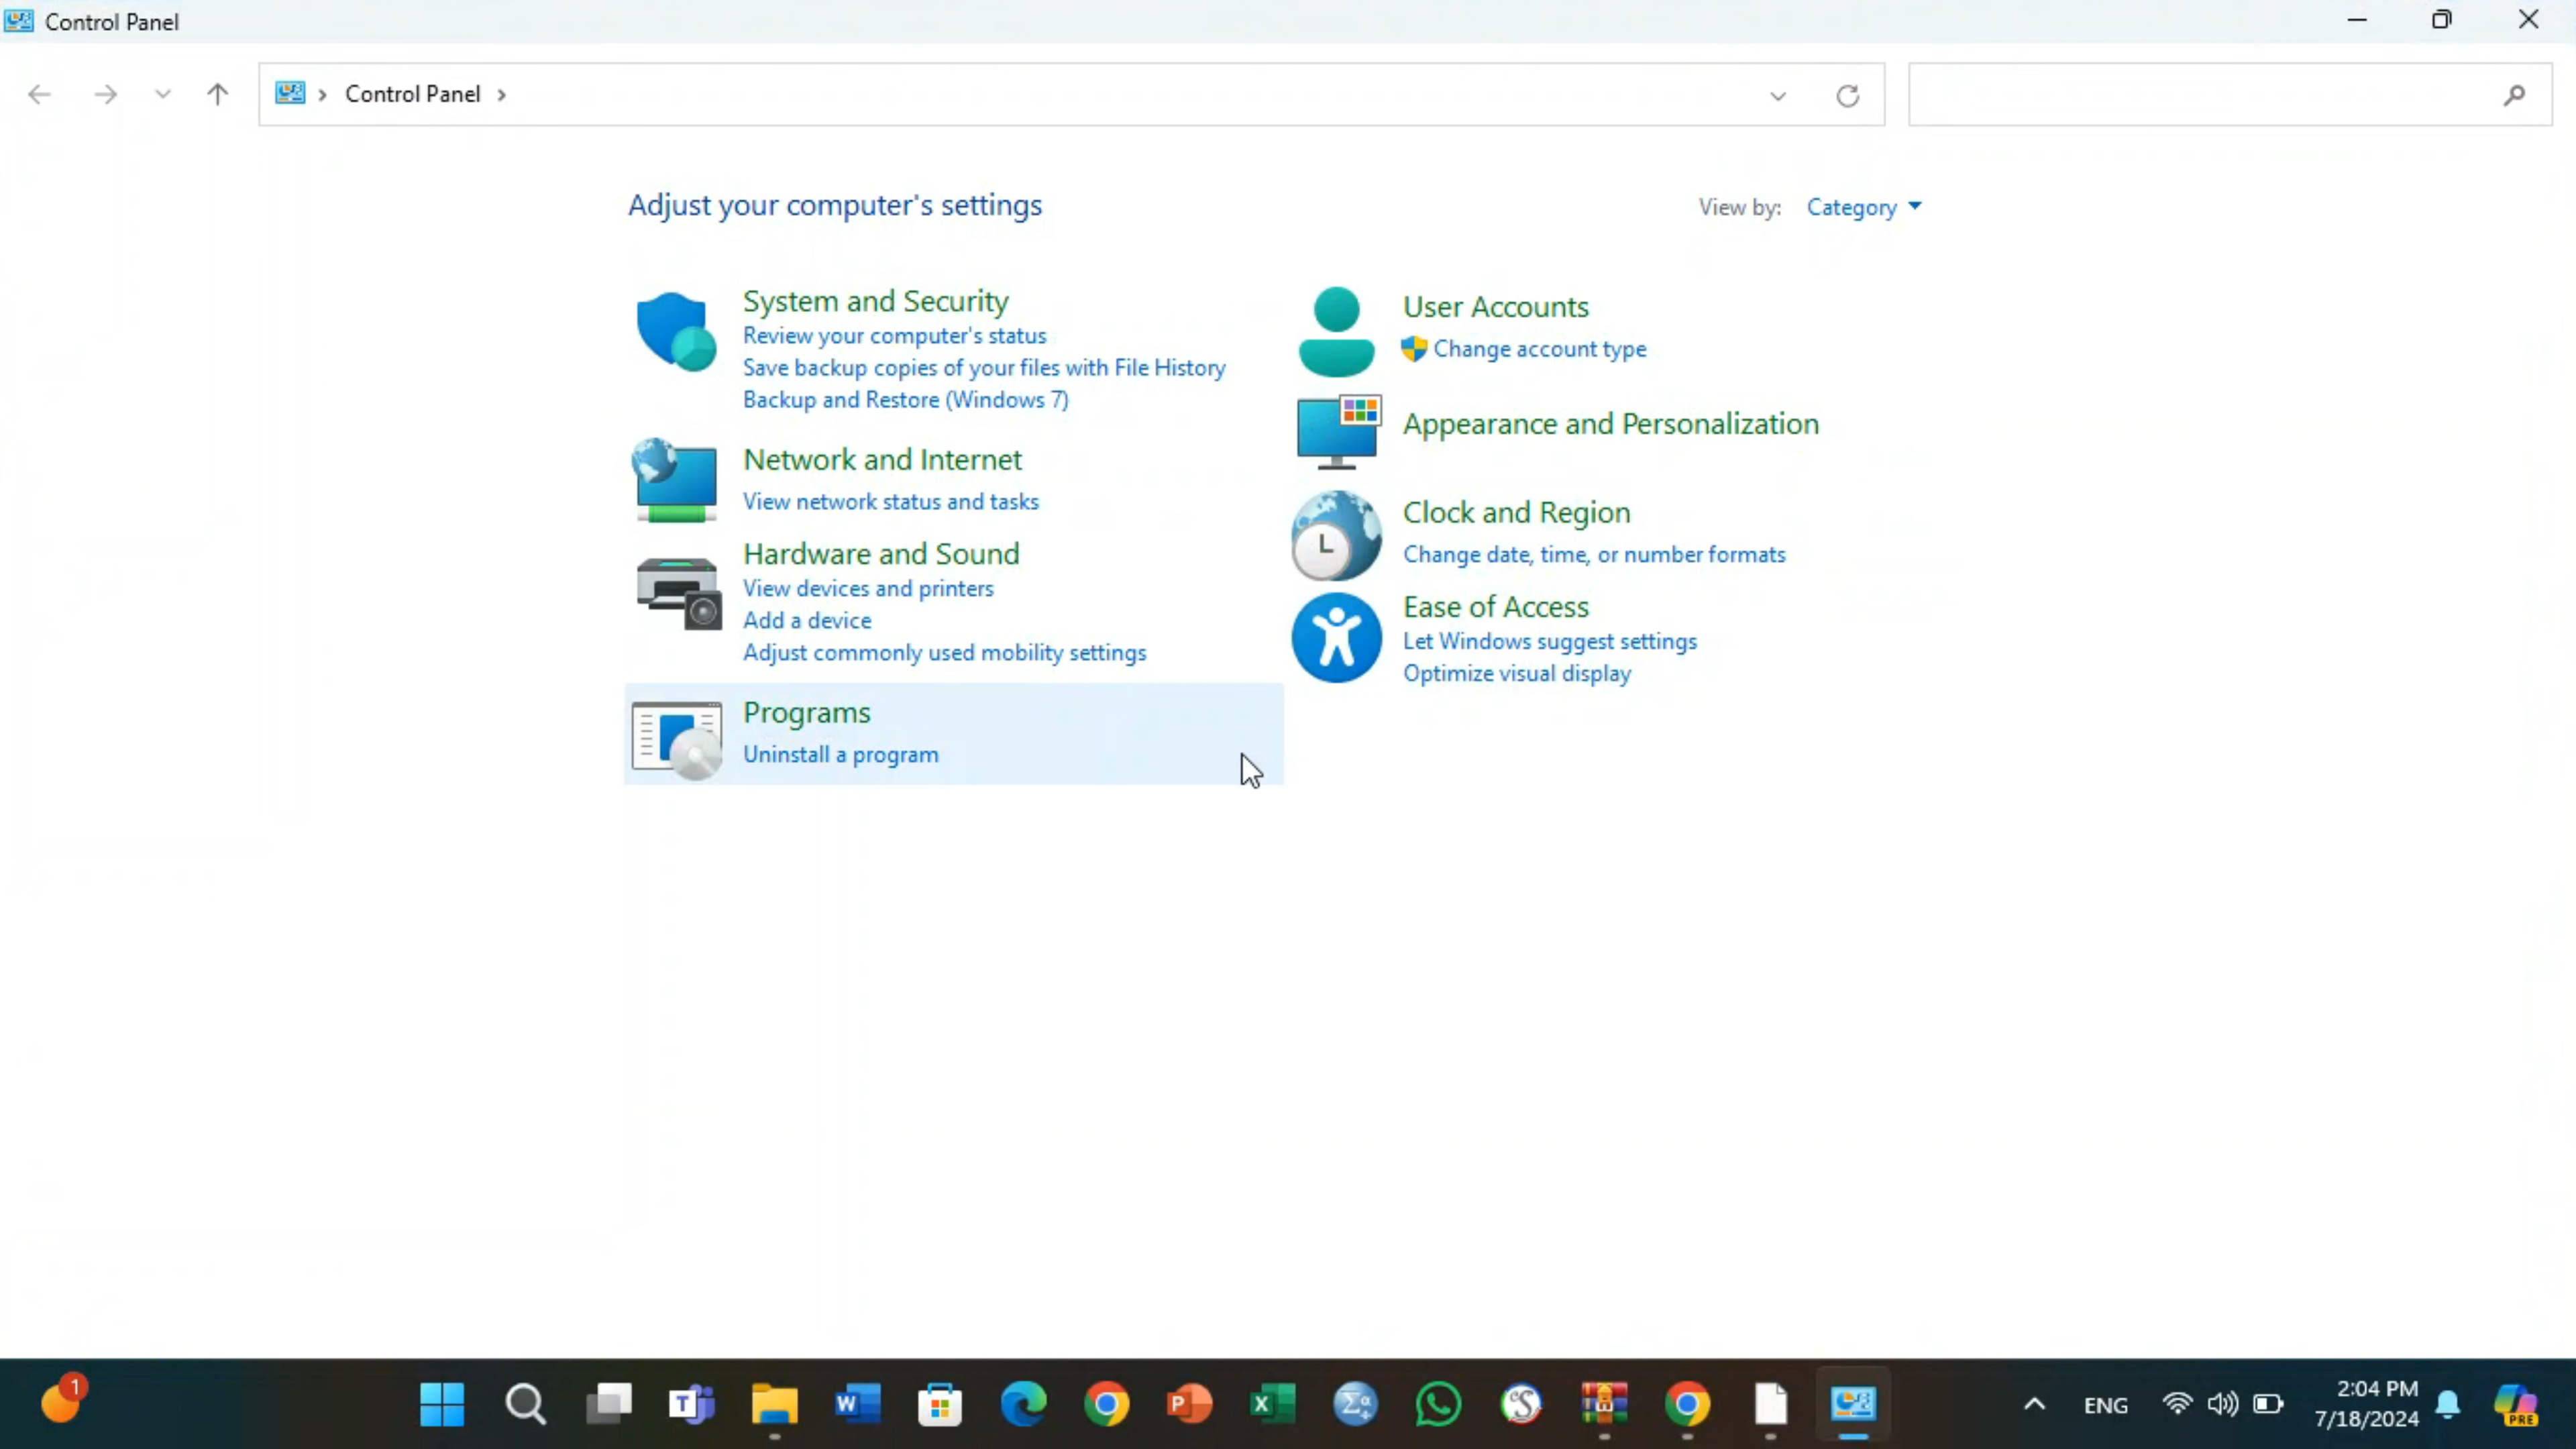 Control Panel
Control Panel
Adjust your computer's settings
View by: Category
System and Security
Review your computer's status
Save backup copies of your files with File History
Backup and Restore (Windows 7)
Network and Internet
View network status and tasks
Hardware and Sound
View devices and printers
Add a device
Adjust commonly used mobility settings
Programs
Uninstall a program
User Accounts
Change account type
Appearance and Personalization
Clock and Region
Change date, time, or number formats
Ease of Access
Let Windows suggest settings
Optimize visual display
1
ENG
2:04 PM
7/18/2024
PRE